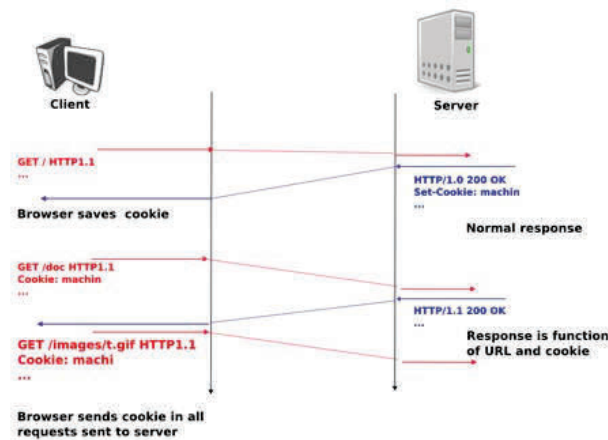 Client
Server
GET / HTTP1.1
...
HTTP/1.0 200 OK
Set-Cookie: machin
...
Browser saves cookie
Normal response
GET /doc HTTP1.1
Cookie: machin
...
HTTP/1.1 200 OK
...
GET /images/t.gif HTTP1.1
Cookie: machi
...
Response is function
of URL and cookie
Browser sends cookie in all
requests sent to server